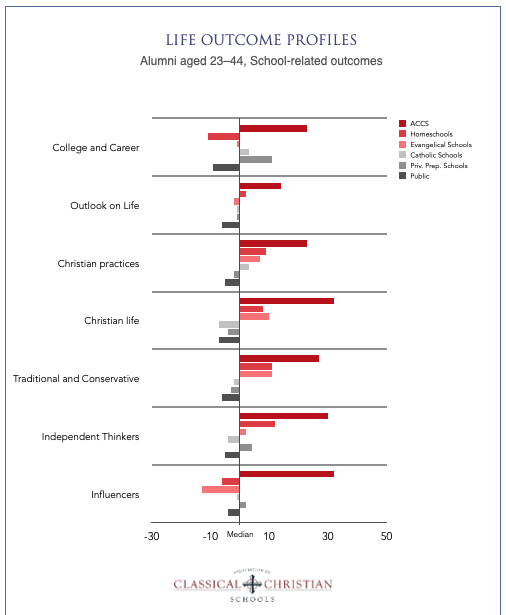 LIFE OUTCOME PROFILES
Alumni aged 23–44, School-related outcomes
ACCS
Homeschools
Evangelical Schools
Catholic Schools
Priv. Prep. Schools
Public
College and Career
Outlook on Life
Christian practices
Christian life
Traditional and Conservative
Independent Thinkers
Influencers
-30 -10 Median 10 30 50
ASSOCIATION OF
CLASSICAL CHRISTIAN
SCHOOLS